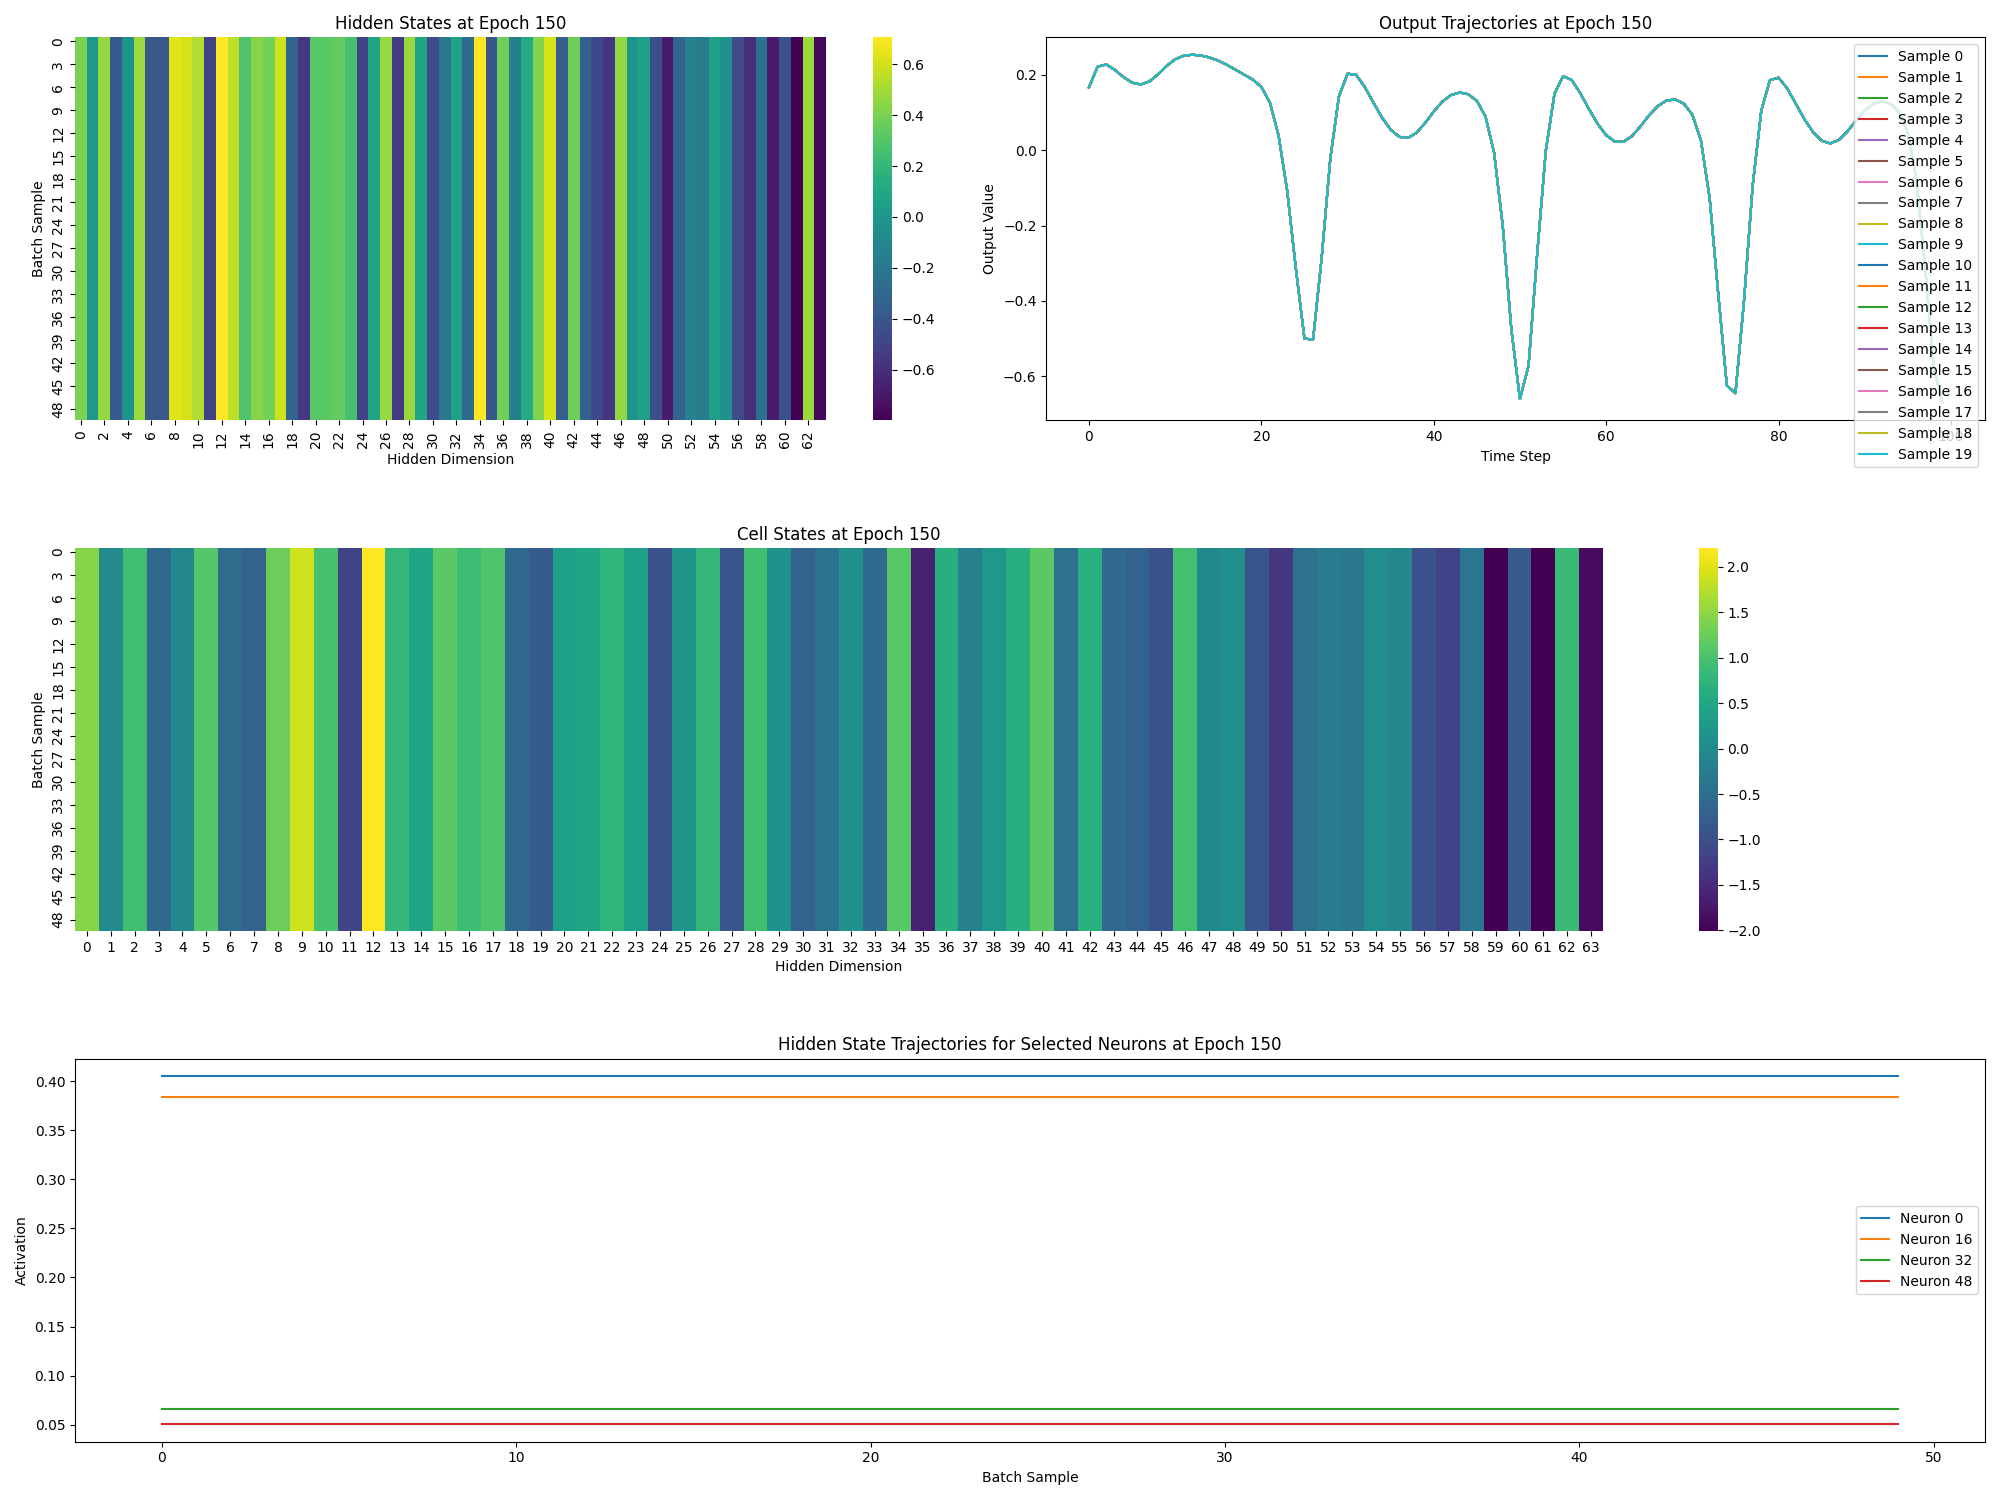 Hidden States at Epoch 150
0
3
6
9
12
15
18
21
24
27
30
33
36
39
42
45
48
Batch Sample
0 2 4 6 8 10 12 14 16 18 20 22 24 26 28 30 32 34 36 38 40 42 44 46 48 50 52 54 56 58 60 62
Hidden Dimension
0.6
0.4
0.2
0.0
−0.2
−0.4
−0.6
Output Trajectories at Epoch 150
0.2
0.0
−0.2
−0.4
−0.6
Output Value
0 20 40 60 80 100
Time Step
Sample 0
Sample 1
Sample 2
Sample 3
Sample 4
Sample 5
Sample 6
Sample 7
Sample 8
Sample 9
Sample 10
Sample 11
Sample 12
Sample 13
Sample 14
Sample 15
Sample 16
Sample 17
Sample 18
Sample 19
Cell States at Epoch 150
0
3
6
9
12
15
18
21
24
27
30
33
36
39
42
45
48
Batch Sample
0 1 2 3 4 5 6 7 8 9 10 11 12 13 14 15 16 17 18 19 20 21 22 23 24 25 26 27 28 29 30 31 32 33 34 35 36 37 38 39 40 41 42 43 44 45 46 47 48 49 50 51 52 53 54 55 56 57 58 59 60 61 62 63
Hidden Dimension
2.0
1.5
1.0
0.5
0.0
−0.5
−1.0
−1.5
−2.0
Hidden State Trajectories for Selected Neurons at Epoch 150
0.40
0.35
0.30
0.25
0.20
0.15
0.10
0.05
Activation
0 10 20 30 40 50
Batch Sample
Neuron 0
Neuron 16
Neuron 32
Neuron 48